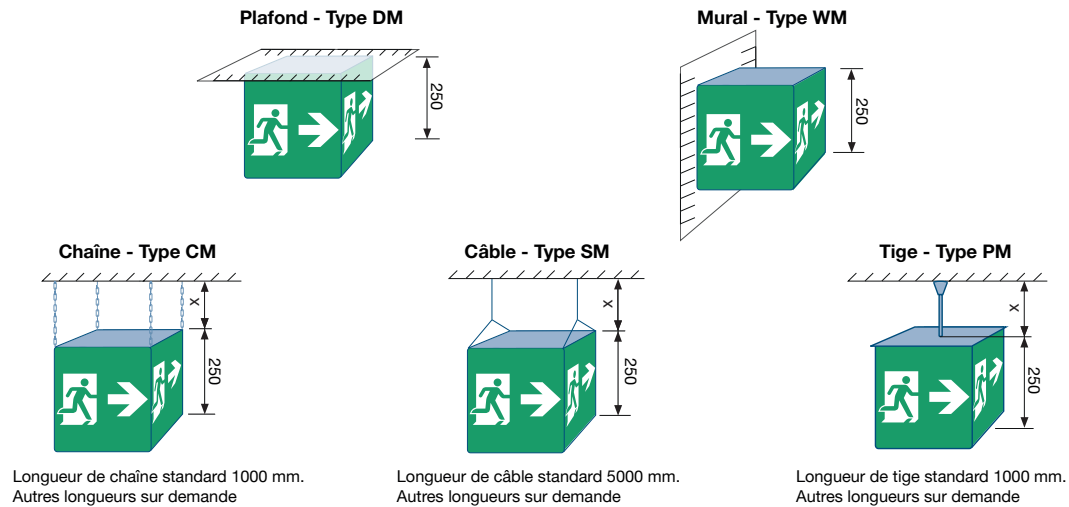 Plafond - Type DM
250
Mural - Type WM
250
Chaîne - Type CM
x
250
Longueur de chaîne standard 1000 mm.
Autres longueurs sur demande
Câble - Type SM
x
250
Longueur de câble standard 5000 mm.
Autres longueurs sur demande
Tige - Type PM
x
250
Longueur de tige standard 1000 mm.
Autres longueurs sur demande